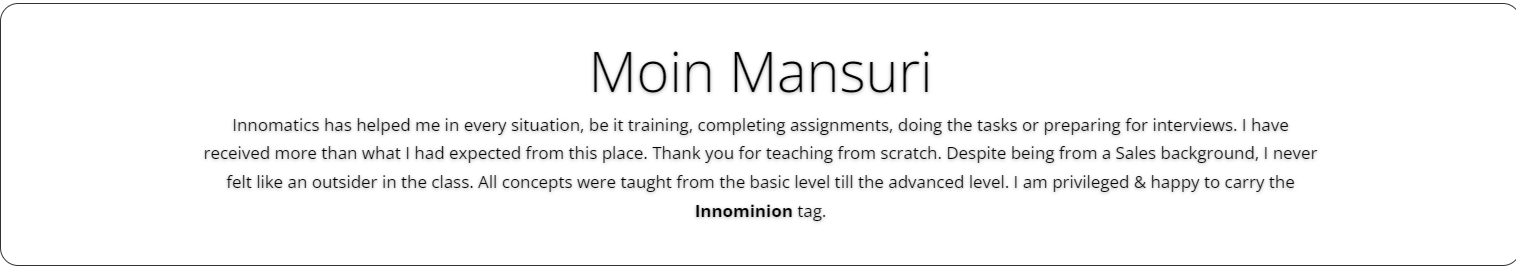 Moin Mansuri
Innomatics has helped me in every situation, be it training, completing assignments, doing the tasks or preparing for interviews. I have
received more than what I had expected from this place. Thank you for teaching from scratch. Despite being from a Sales background, I never
felt like an outsider in the class. All concepts were taught from the basic level till the advanced level. I am privileged & happy to carry the
Innominion tag.